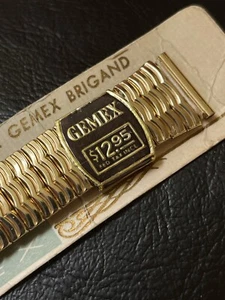 GEMEX BRIGAND
GEMEX
$12.95
FED TAX INCL